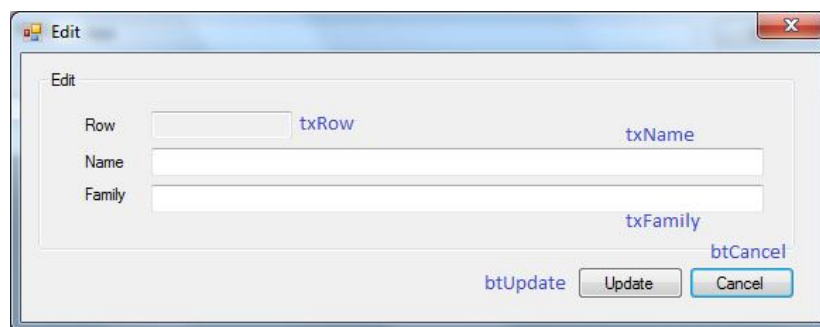 Edit
Edit
Row txRow
txName
Name
Family
txFamily
btCancel
btUpdate Update Cancel